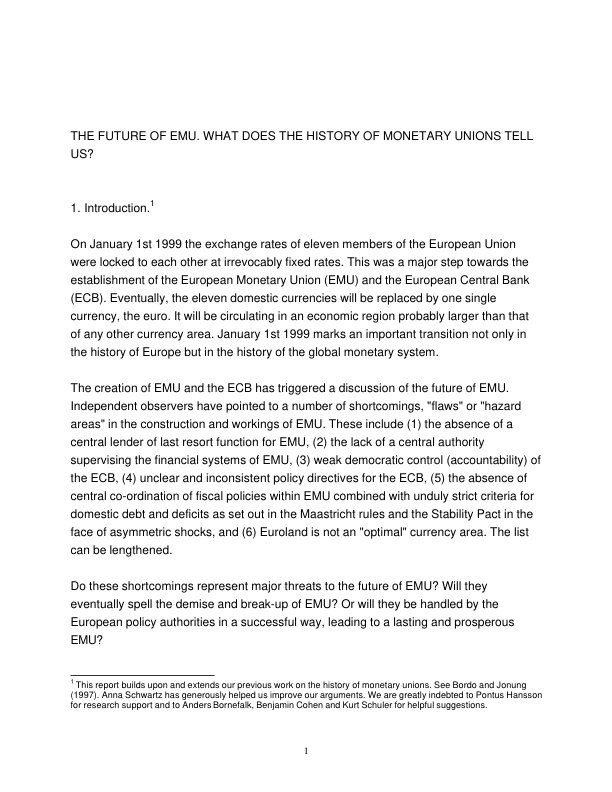 THE FUTURE OF EMU. WHAT DOES THE HISTORY OF MONETARY UNIONS TELL
US?
1. Introduction.1
On January 1st 1999 the exchange rates of eleven members of the European Union
were locked to each other at irrevocably fixed rates. This was a major step towards the
establishment of the European Monetary Union (EMU) and the European Central Bank
(ECB). Eventually, the eleven domestic currencies will be replaced by one single
currency, the euro. It will be circulating in an economic region probably larger than that
of any other currency area. January 1st 1999 marks an important transition not only in
the history of Europe but in the history of the global monetary system.
The creation of EMU and the ECB has triggered a discussion of the future of EMU.
Independent observers have pointed to a number of shortcomings, "flaws" or "hazard
areas" in the construction and workings of EMU. These include (1) the absence of a
central lender of last resort function for EMU, (2) the lack of a central authority
supervising the financial systems of EMU, (3) weak democratic control (accountability) of
the ECB, (4) unclear and inconsistent policy directives for the ECB, (5) the absence of
central co-ordination of fiscal policies within EMU combined with unduly strict criteria for
domestic debt and deficits as set out in the Maastricht rules and the Stability Pact in the
face of asymmetric shocks, and (6) Euroland is not an "optimal" currency area. The list
can be lengthened.
Do these shortcomings represent major threats to the future of EMU? Will they
eventually spell the demise and break-up of EMU? Or will they be handled by the
European policy authorities in a successful way, leading to a lasting and prosperous
EMU?
1 This report builds upon and extends our previous work on the history of monetary unions. See Bordo and Jonung
(1997). Anna Schwartz has generously helped us improve our arguments. We are greatly indebted to Pontus Hansson
for research support and to Anders Bornefalk, Benjamin Cohen and Kurt Schuler for helpful suggestions.
1